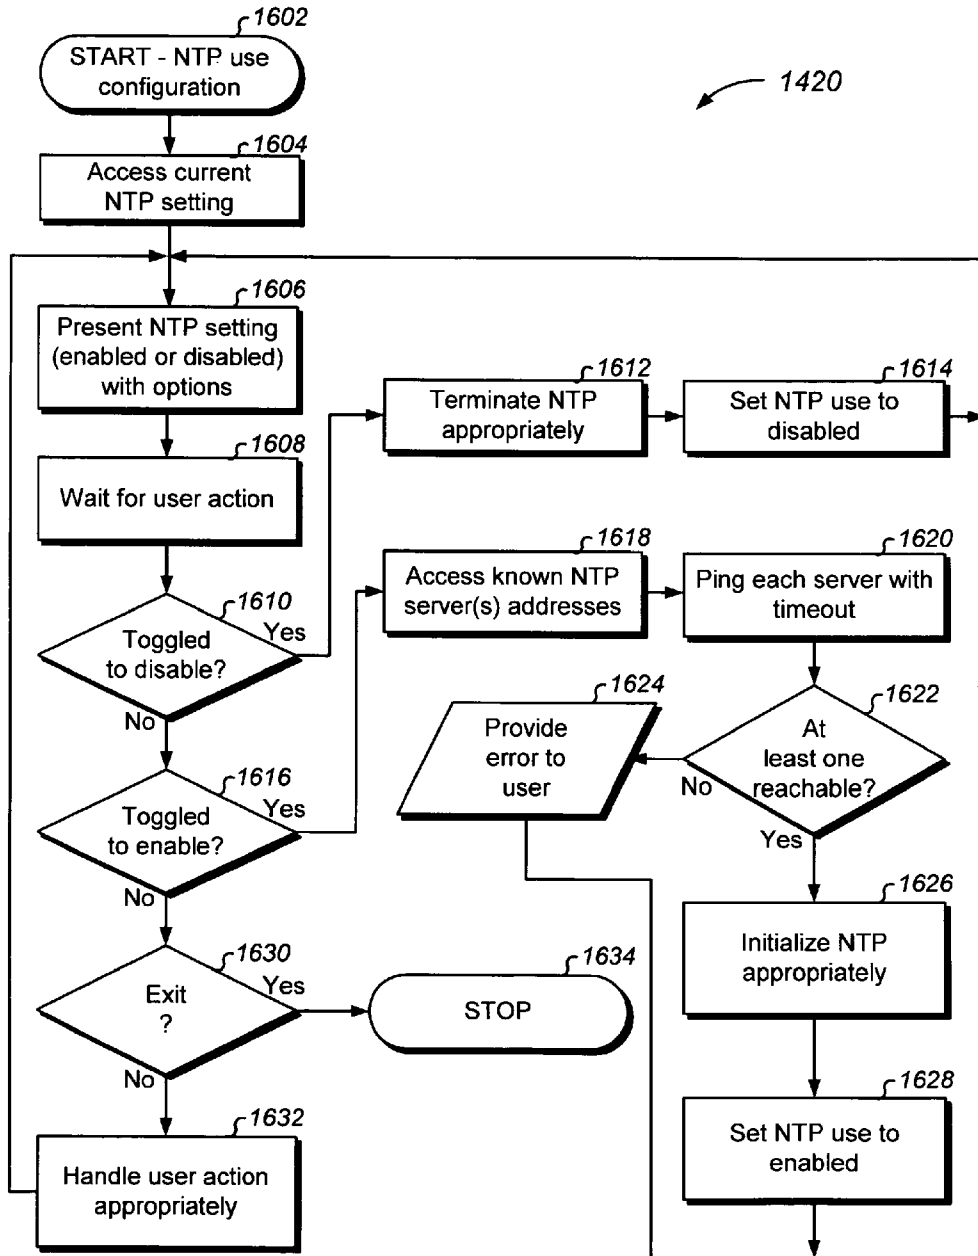 1602
START - NTP use
configuration
1420
1604
Access current
NTP setting
1606
Present NTP setting
(enabled or disabled)
with options
1612
Terminate NTP
appropriately
1614
Set NTP use to
disabled
1608
Wait for user action
1618
Access known NTP
server(s) addresses
1620
Ping each server with
timeout
1610
Toggled
to disable?
Yes
No
1624
Provide
error to
user
1622
At
least one
reachable?
No
Yes
1616
Toggled
to enable?
Yes
No
1626
Initialize NTP
appropriately
1630
Exit
?
Yes
No
1634
STOP
1628
Set NTP use to
enabled
1632
Handle user action
appropriately